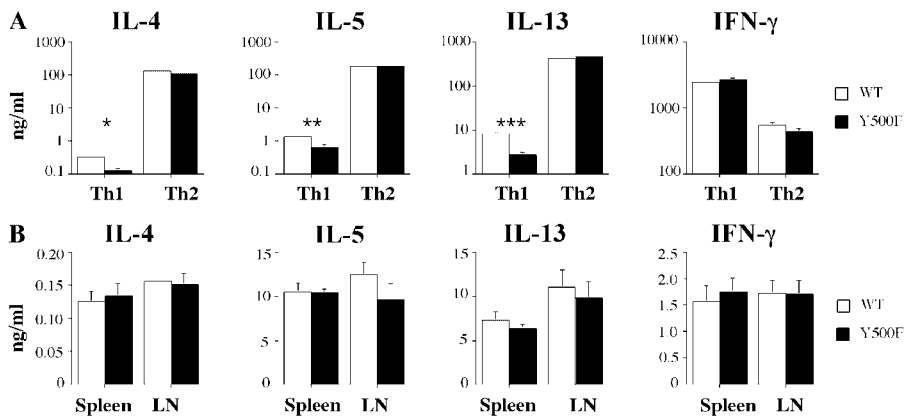 A IL-4 IL-5 IL-13 IFN-γ
ng/ml
1000 1000 1000 10000
100 100 100 1000
10 10 10 100
1 1 1
0.1 0.1
* ** ***
WT
Y500F
Th1 Th2 Th1 Th2 Th1 Th2 Th1 Th2
B IL-4 IL-5 IL-13 IFN-γ
ng/ml
0.20 15 15 2.5
0.15 10 10 2.0
0.10 5 5 1.5
0.05 0 0 1.0
0 0.5
0
WT
Y500F
Spleen LN Spleen LN Spleen LN Spleen LN